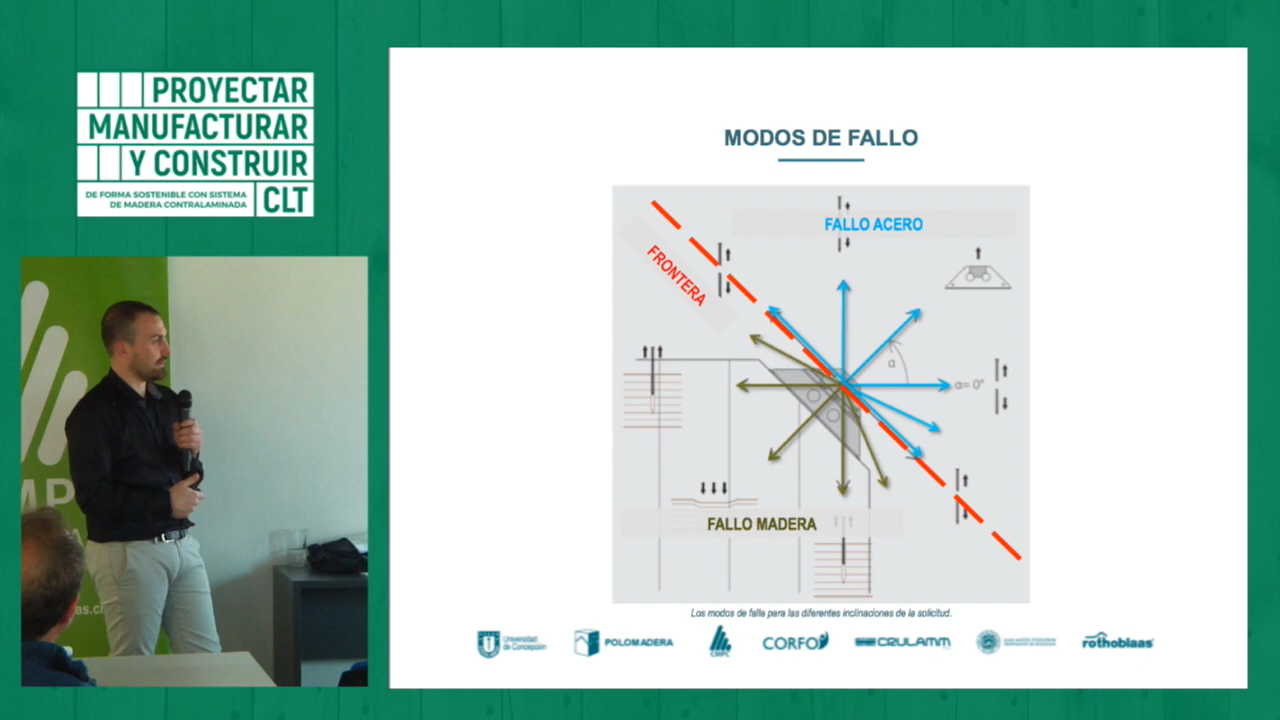 PROYECTAR
MANUFACTURAR
Y CONSTRUIR
DE FORMA SOSTENIBLE CON SISTEMA
DE MADERA CONTRALAMINADA
CLT
MODOS DE FALLO
FALLO ACERO
FRONTERA
α
α= 0°
FALLO MADERA
Los modos de falla para las diferentes inclinaciones de la solicitud.
Universidad
de Concepción
POLOMADERA
CMPC
CORFO
CRULAMM
rothoblaas
as.cl